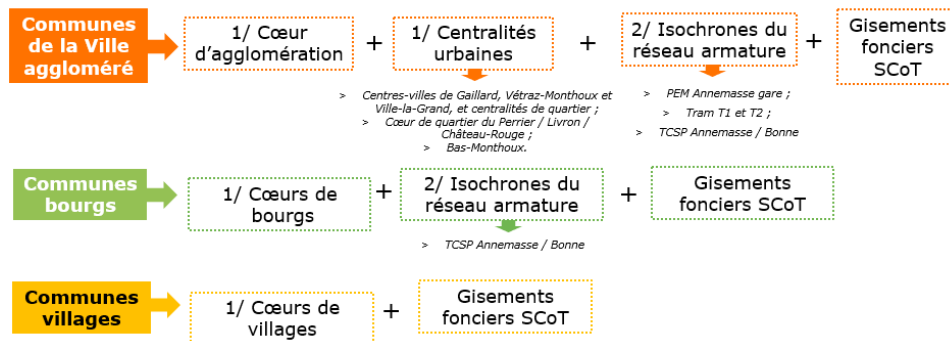 Communes
de la Ville
aggloméré
1/ Cœur
d'agglomération
+
1/ Centralités
urbaines
+
2/ Isochrones du
réseau armature
+
Gisements
fonciers
SCoT
> Centres-villes de Gaillard, Vétraz-Monthoux et
Ville-la-Grand, et centralités de quartier ;
> Cœur de quartier du Perrier / Livron /
Château-Rouge ;
> Bas-Monthoux.
> PEM Annemasse gare ;
> Tram T1 et T2 ;
> TCSP Annemasse / Bonne
Communes
bourgs
1/ Cœurs de
bourgs
+
2/ Isochrones du
réseau armature
+
Gisements
fonciers SCoT
> TCSP Annemasse / Bonne
Communes
villages
1/ Cœurs de
villages
+
Gisements
fonciers SCoT